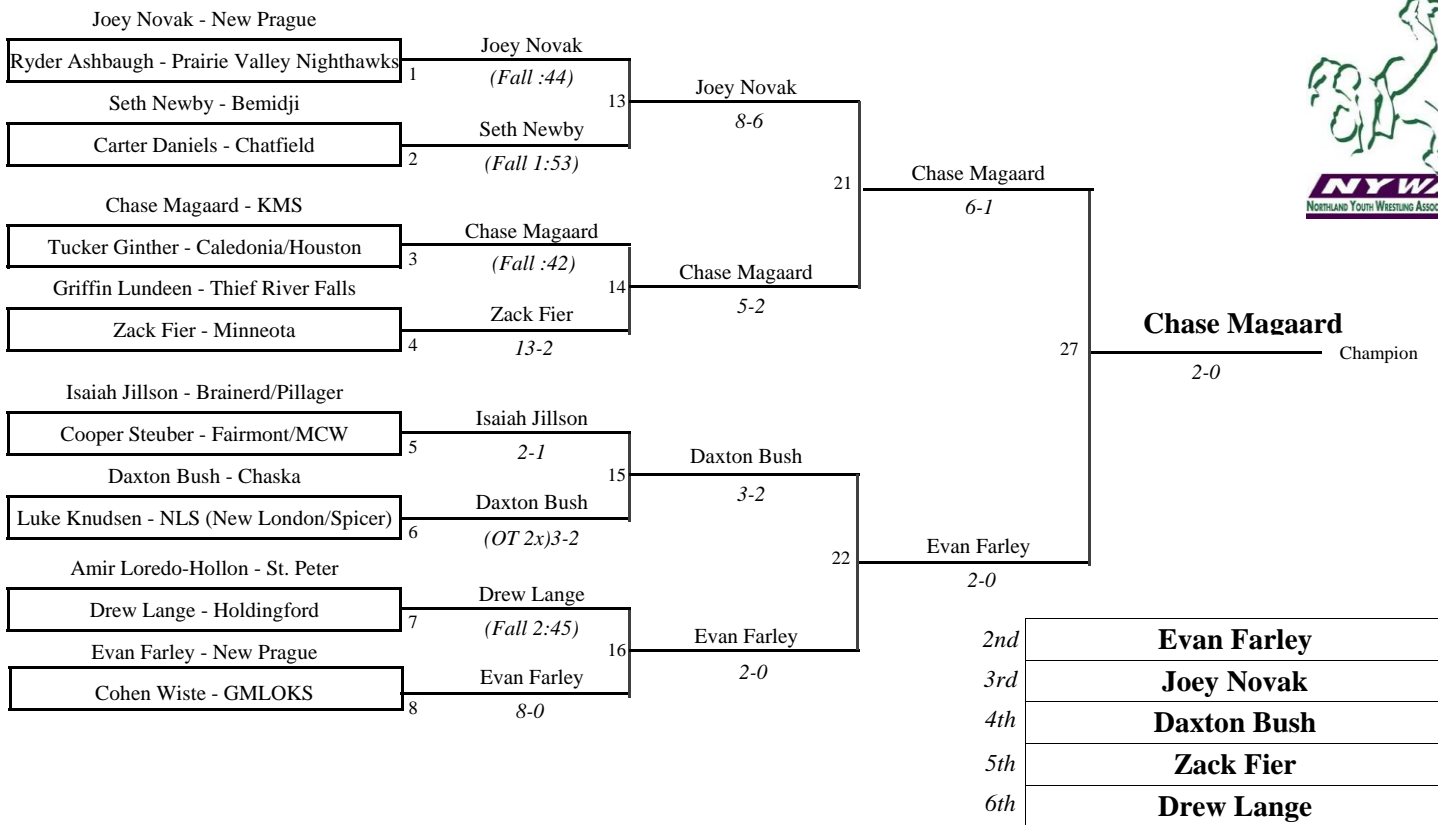 Joey Novak - New Prague
Ryder Ashbaugh - Prairie Valley Nighthawks
1
Seth Newby - Bemidji
Carter Daniels - Chatfield
2
Chase Magaard - KMS
Tucker Ginther - Caledonia/Houston
3
Griffin Lundeen - Thief River Falls
Zack Fier - Minneota
4
Isaiah Jillson - Brainerd/Pillager
Cooper Steuber - Fairmont/MCW
5
Daxton Bush - Chaska
Luke Knudsen - NLS (New London/Spicer)
6
Amir Loredo-Hollon - St. Peter
Drew Lange - Holdingford
7
Evan Farley - New Prague
Cohen Wiste - GMLOKS
8
Joey Novak
(Fall :44)
13
Seth Newby
(Fall 1:53)
Chase Magaard
(Fall :42)
14
Zack Fier
13-2
Isaiah Jillson
2-1
15
Daxton Bush
(OT 2x)3-2
Drew Lange
(Fall 2:45)
16
Evan Farley
8-0
Joey Novak
8-6
21
Chase Magaard
5-2
Daxton Bush
3-2
22
Evan Farley
2-0
Chase Magaard
6-1
27
Evan Farley
2-0
Chase Magaard
Champion
2-0
NYWA
NORTHLAND YOUTH WRESTLING ASSOC
2nd Evan Farley
3rd Joey Novak
4th Daxton Bush
5th Zack Fier
6th Drew Lange